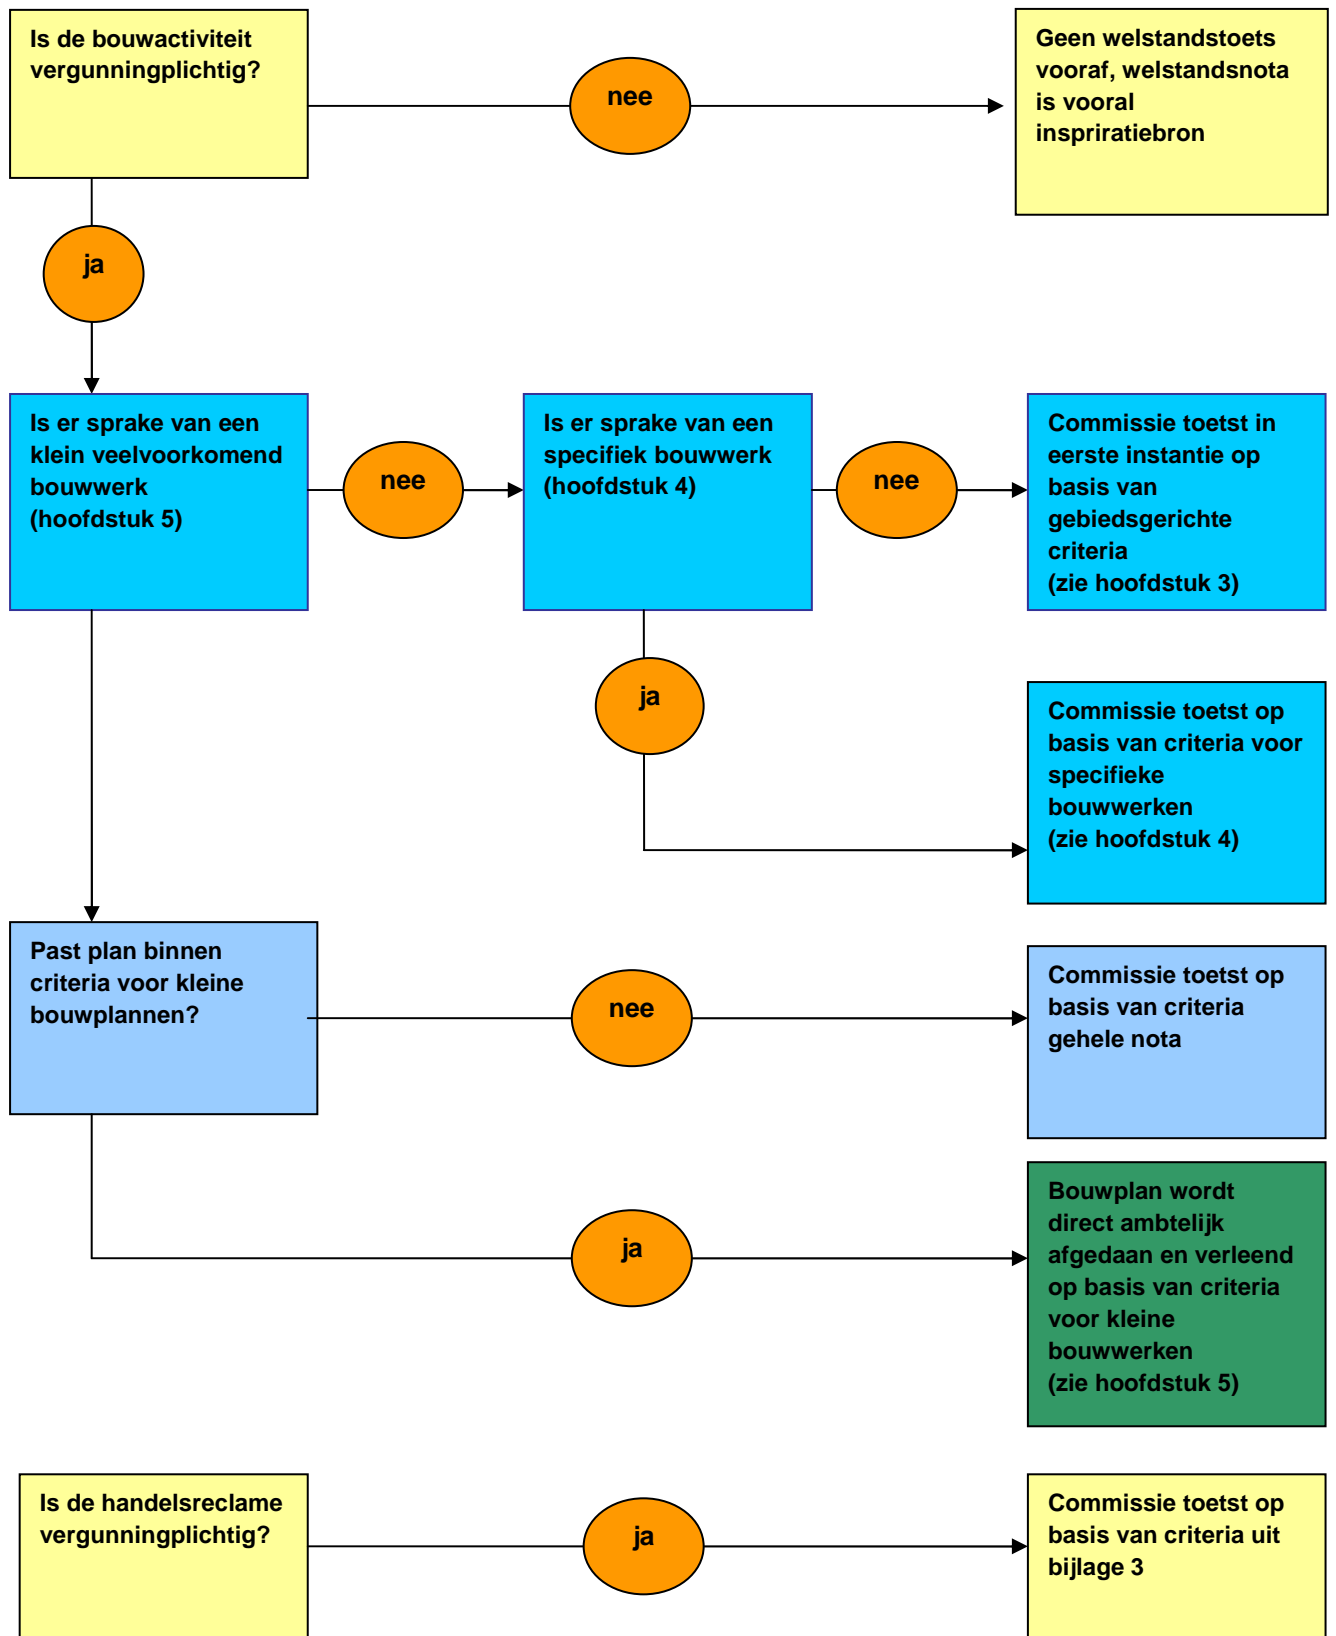 Is de bouwactiviteit
vergunningplichtig?
nee
Geen welstandstoets
vooraf, welstandsnota
is vooral
inspriratiebron
ja
Is er sprake van een
klein veelvoorkomend
bouwwerk
(hoofdstuk 5)
nee
Is er sprake van een
specifiek bouwwerk
(hoofdstuk 4)
nee
Commissie toetst in
eerste instantie op
basis van
gebiedsgerichte
criteria
(zie hoofdstuk 3)
ja
Commissie toetst op
basis van criteria voor
specifieke
bouwwerken
(zie hoofdstuk 4)
Past plan binnen
criteria voor kleine
bouwplannen?
nee
Commissie toetst op
basis van criteria
gehele nota
ja
Bouwplan wordt
direct ambtelijk
afgedaan en verleend
op basis van criteria
voor kleine
bouwwerken
(zie hoofdstuk 5)
Is de handelsreclame
vergunningplichtig?
ja
Commissie toetst op
basis van criteria uit
bijlage 3